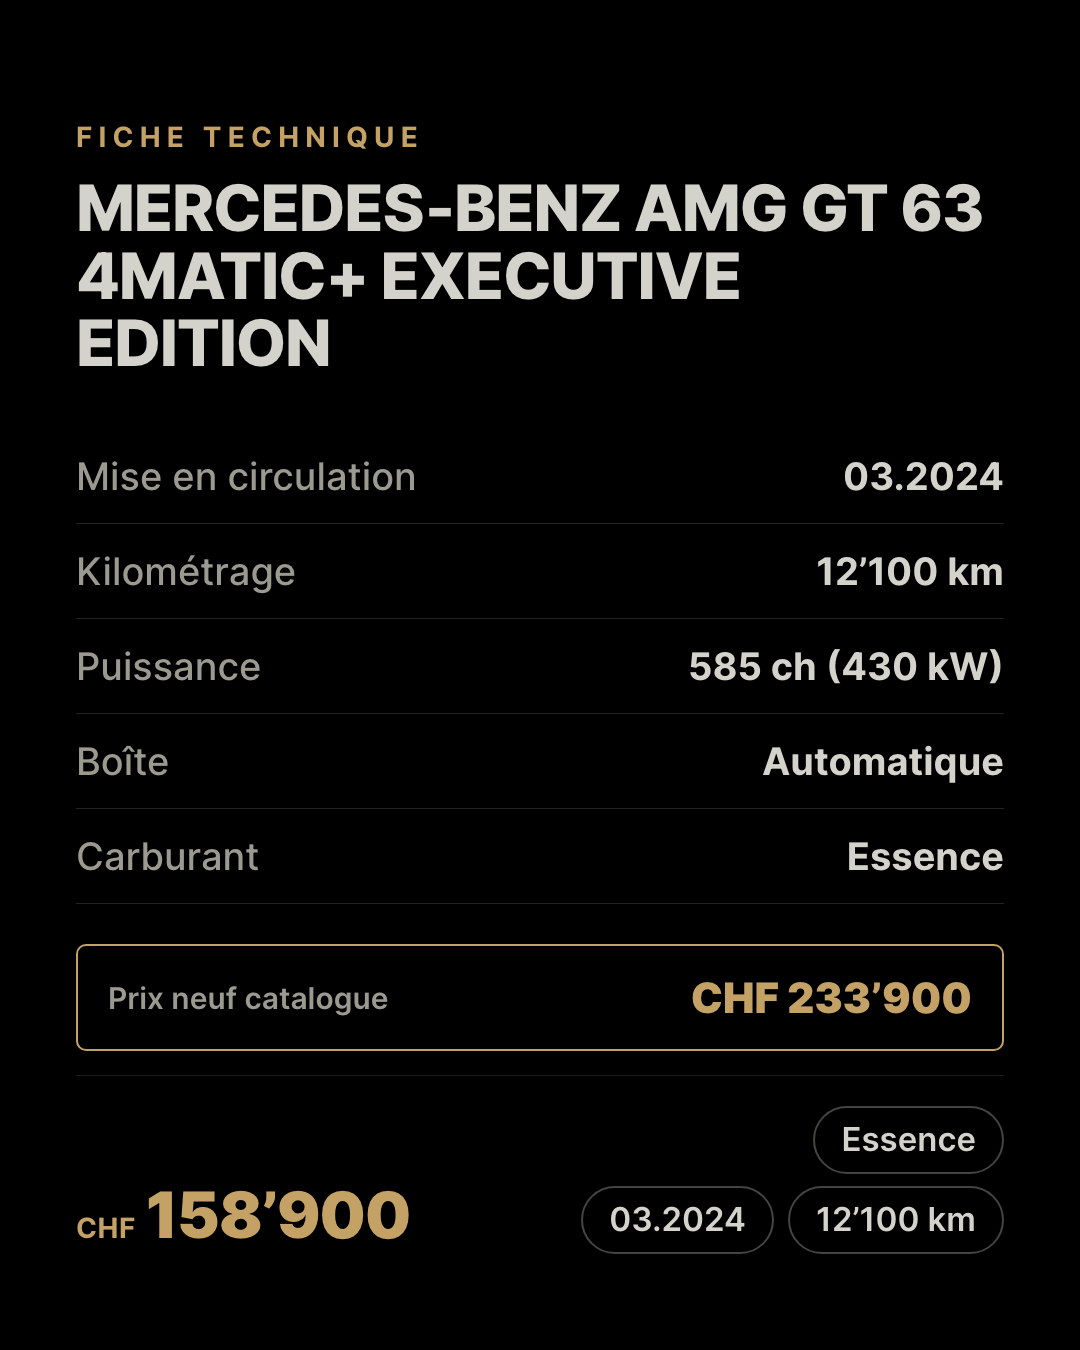 FICHE TECHNIQUE
MERCEDES-BENZ AMG GT 63
4MATIC+ EXECUTIVE
EDITION
Mise en circulation 03.2024
Kilométrage 12’100 km
Puissance 585 ch (430 kW)
Boîte Automatique
Carburant Essence
Prix neuf catalogue CHF 233’900
Essence
CHF 158’900 03.2024 12’100 km